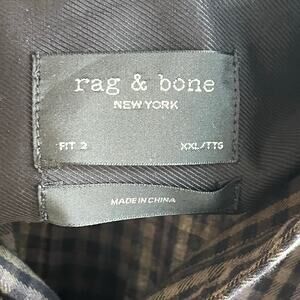 rag & bone
NEW YORK
FIT 2 XXL/TTG
MADE IN CHINA